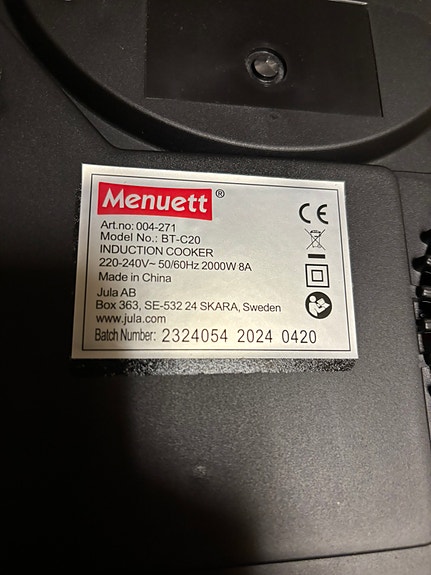 Menuett®
Art.no: 004-271
Model No.: BT-C20
INDUCTION COOKER
220-240V~ 50/60Hz 2000W 8A
Made in China
Jula AB
Box 363, SE-532 24 SKARA, Sweden
www.jula.com
Batch Number: 2324054 2024 0420
CE